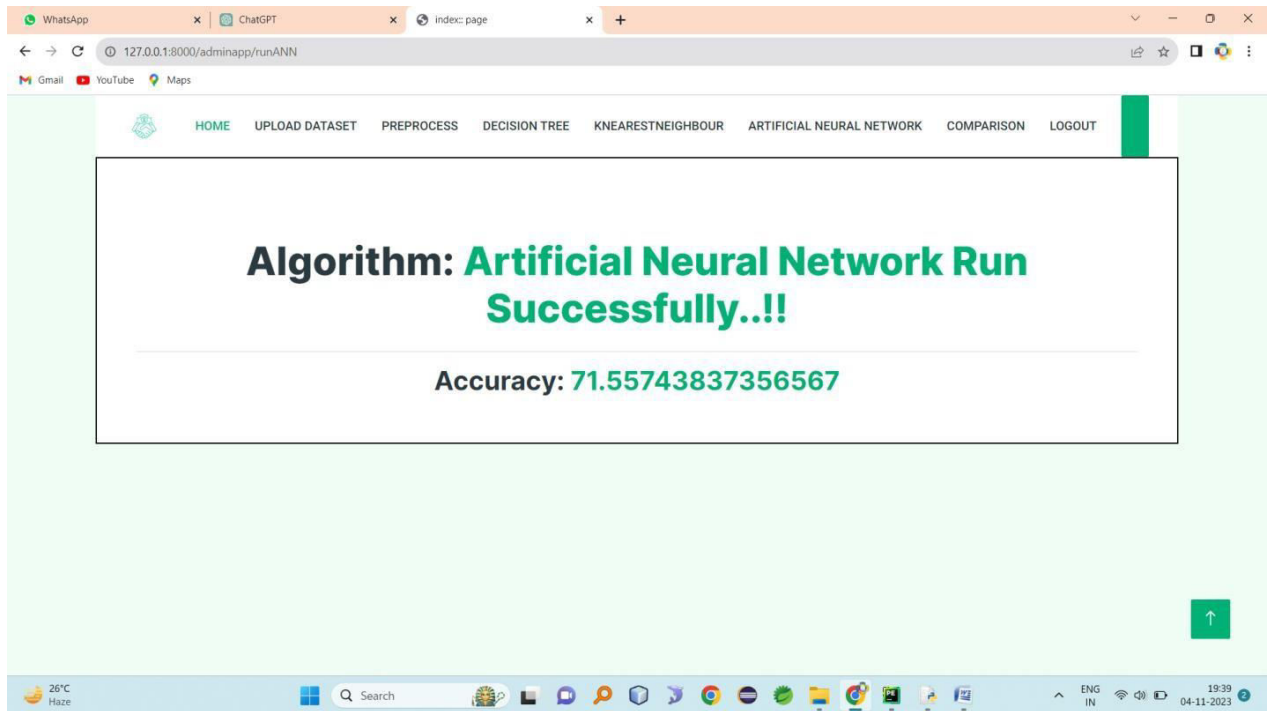 WhatsApp
ChatGPT
index:: page
127.0.0.1:8000/adminapp/runANN
Gmail YouTube Maps
HOME UPLOAD DATASET PREPROCESS DECISION TREE KNEARESTNEIGHBOUR ARTIFICIAL NEURAL NETWORK COMPARISON LOGOUT
Algorithm: Artificial Neural Network Run
Successfully..!!
Accuracy: 71.55743837356567
26°C
Haze
Search
ENG
IN
19:39
04-11-2023
2